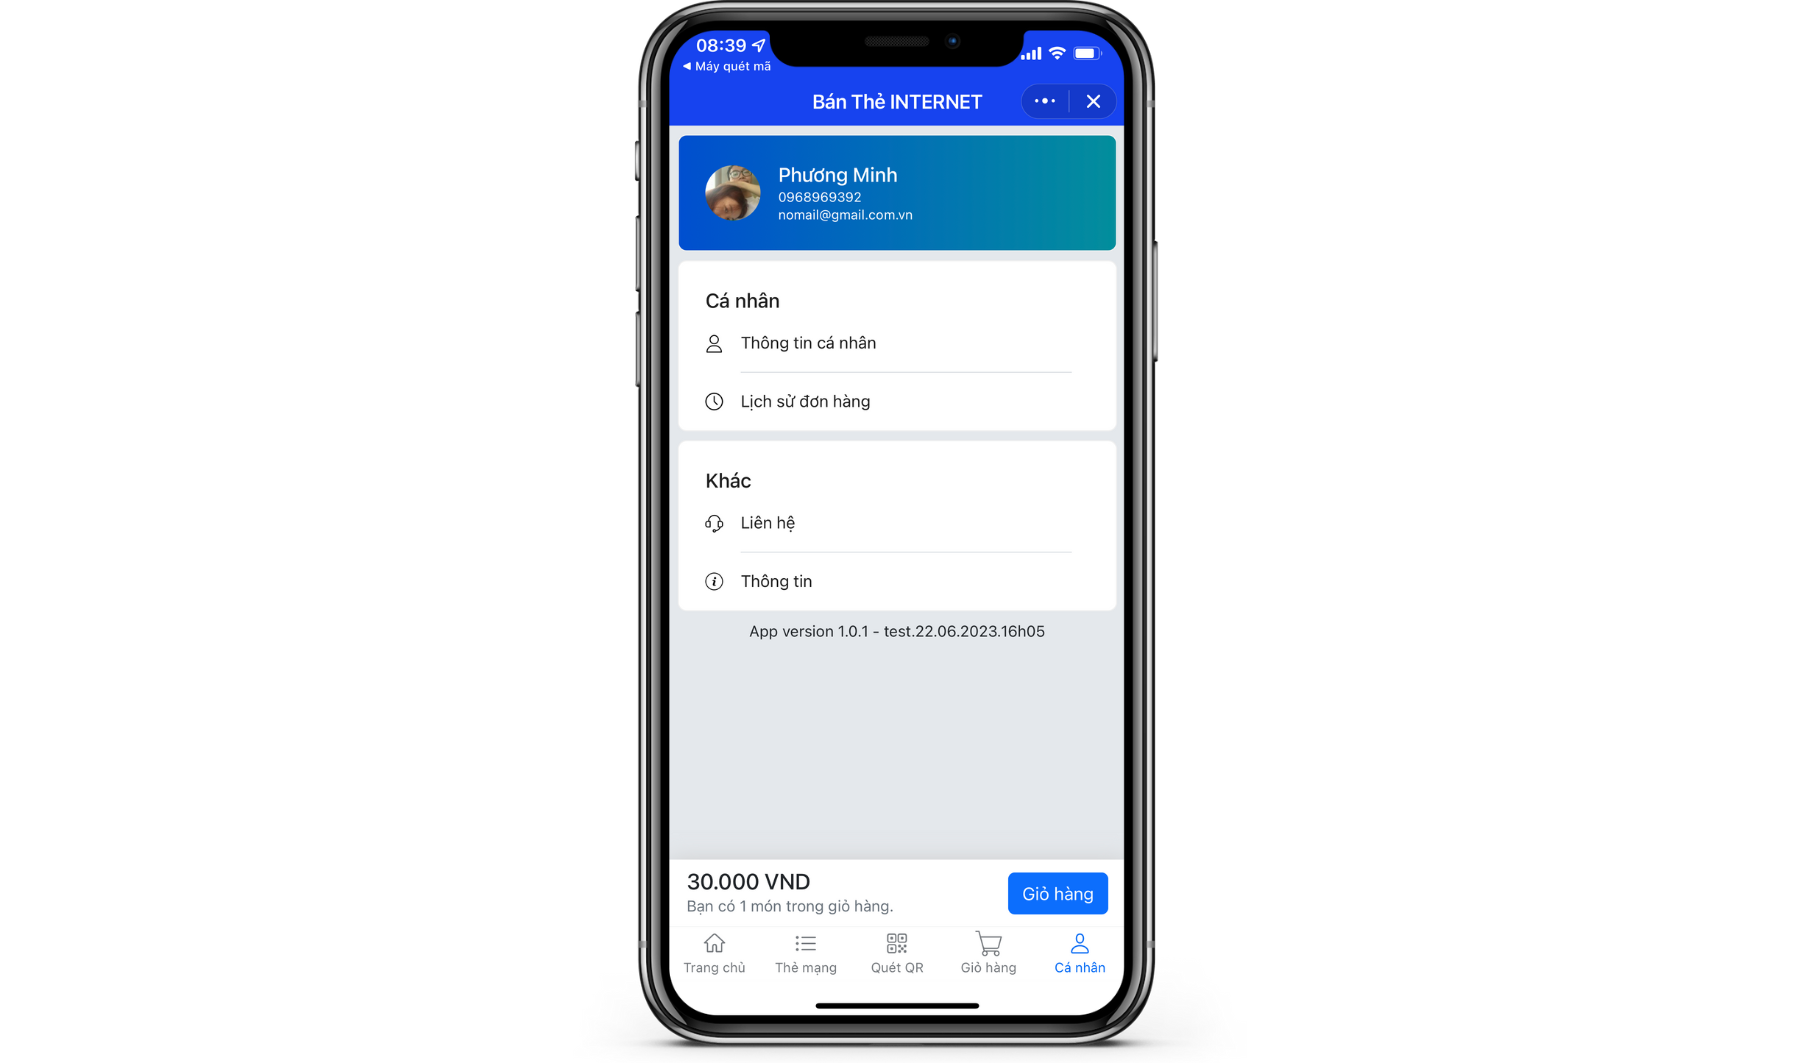 08:39
◀ Máy quét mã
Bán Thẻ INTERNET
Phương Minh
0968969392
nomail@gmail.com.vn
Cá nhân
Thông tin cá nhân
Lịch sử đơn hàng
Khác
Liên hệ
Thông tin
App version 1.0.1 - test.22.06.2023.16h05
30.000 VND
Bạn có 1 món trong giỏ hàng.
Giỏ hàng
Trang chủ
Thẻ mạng
Quét QR
Giỏ hàng
Cá nhân